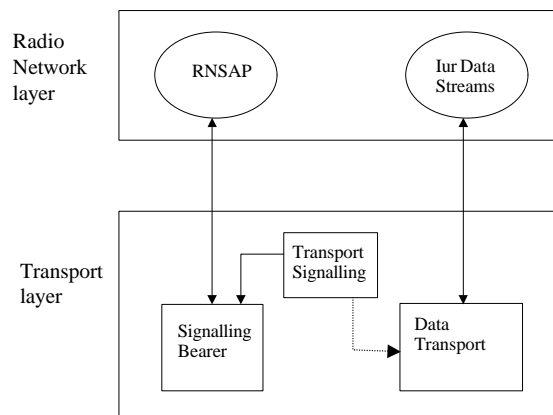 Radio
Network
layer
RNSAP
Iur Data
Streams
Transport
layer
Transport
Signalling
Signalling
Bearer
Data
Transport